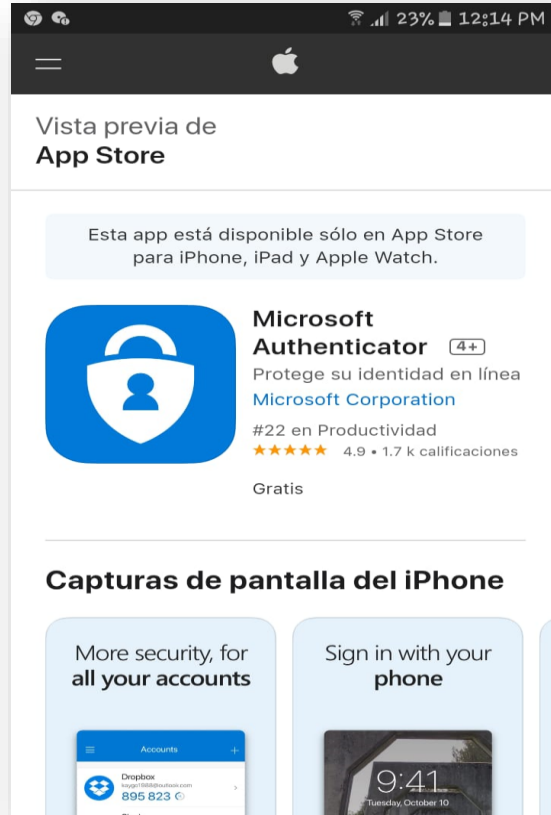 23% 12:14 PM
Vista previa de
App Store
Esta app está disponible sólo en App Store
para iPhone, iPad y Apple Watch.
Microsoft
Authenticator 4+
Protege su identidad en línea
Microsoft Corporation
#22 en Productividad
★★★★★ 4.9 • 1.7 k calificaciones
Gratis
Capturas de pantalla del iPhone
More security, for
all your accounts
Accounts
Dropbox
895 823
Sign in with your
phone
9:41
Tuesday, October 10